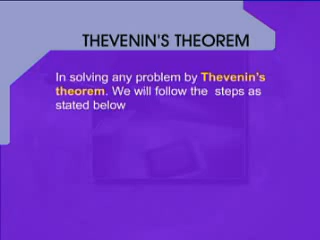 THEVENIN'S THEOREM
In solving any problem by Thevenin's
theorem. We will follow the steps as
stated below